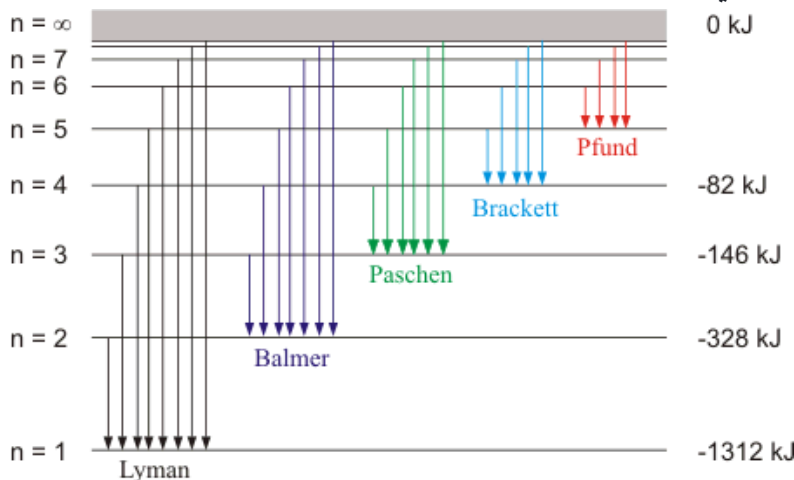 n = ∞ 0 kJ
n = 7
n = 6
n = 5
Pfund
n = 4 -82 kJ
Brackett
n = 3 -146 kJ
Paschen
n = 2 -328 kJ
Balmer
n = 1 -1312 kJ
Lyman